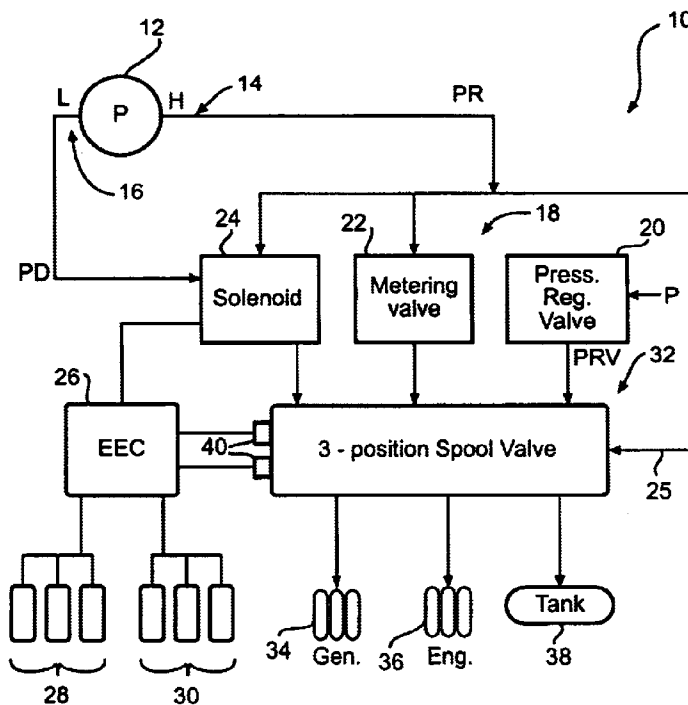 10
12
L
P
H
14
PR
16
18
24
22
20
PD
Solenoid
Metering
valve
Press.
Reg.
Valve
P
PRV
32
26
EEC
40
3 - position Spool Valve
25
34
Gen.
36
Eng.
Tank
38
28
30